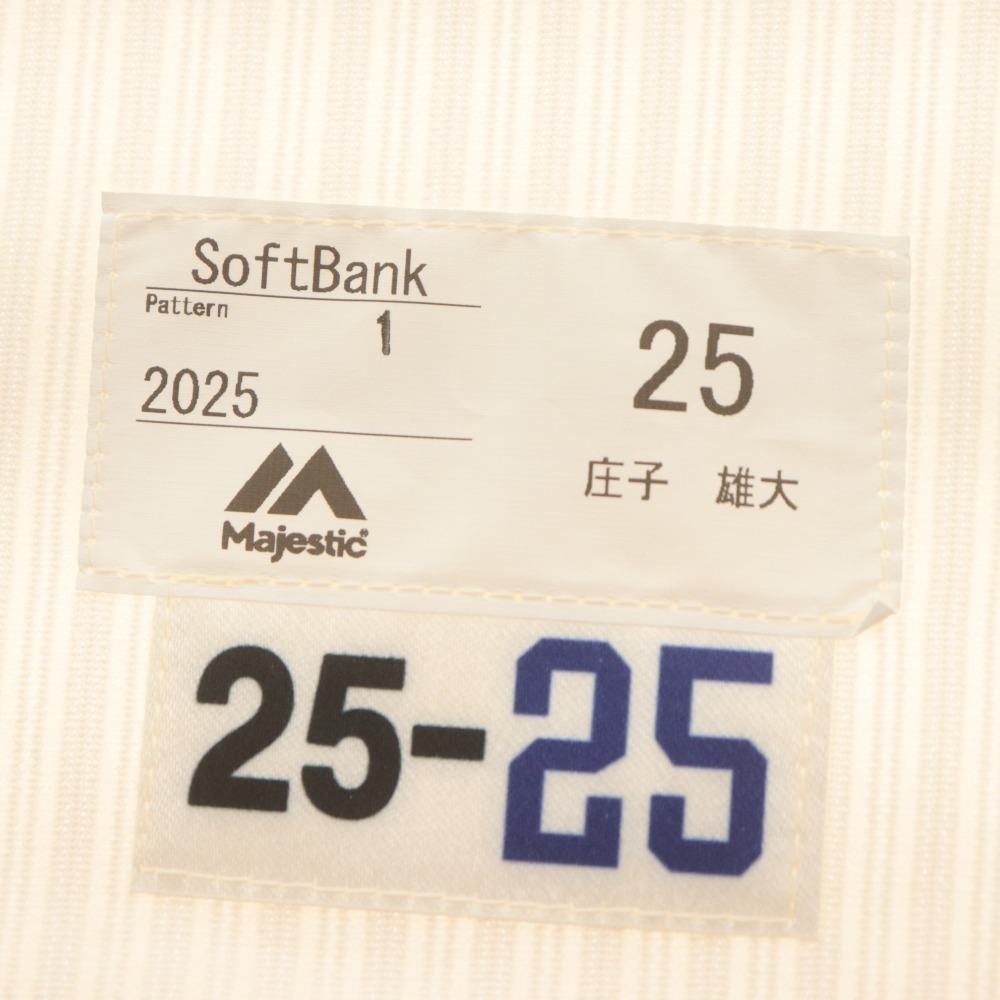 SoftBank
Pattern
1
2025
Majestic®
25
庄子 雄大
25-25